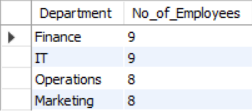 Department No_of_Employees
Finance 9
IT 9
Operations 8
Marketing 8